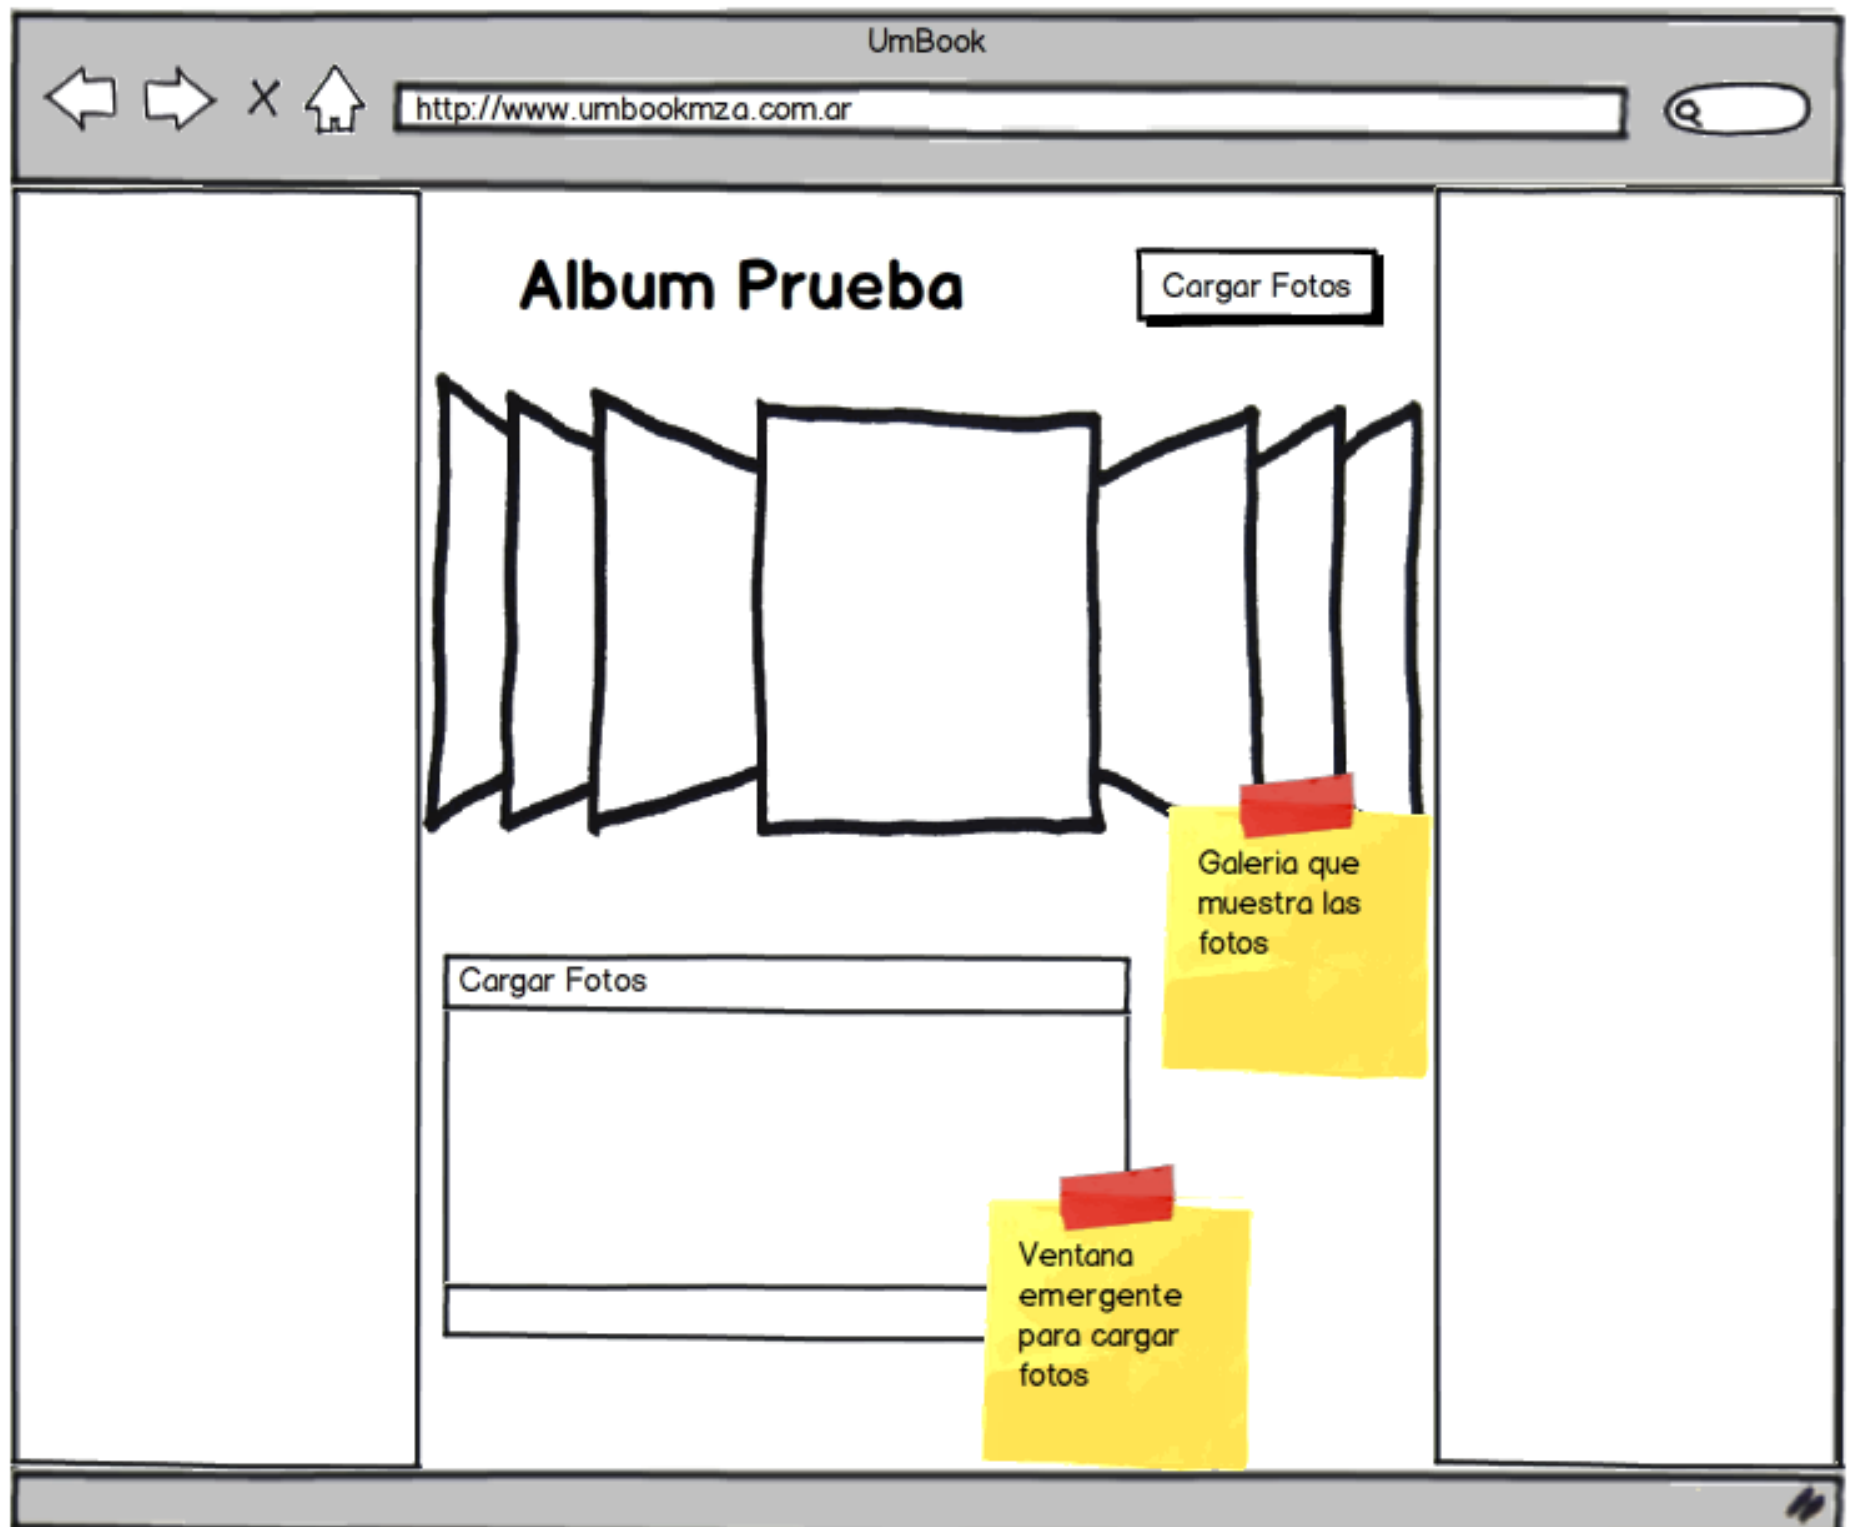 UmBook
http://www.umbookmza.com.ar
Album Prueba
Cargar Fotos
Galeria que
muestra las
fotos
Cargar Fotos
Ventana
emergente
para cargar
fotos